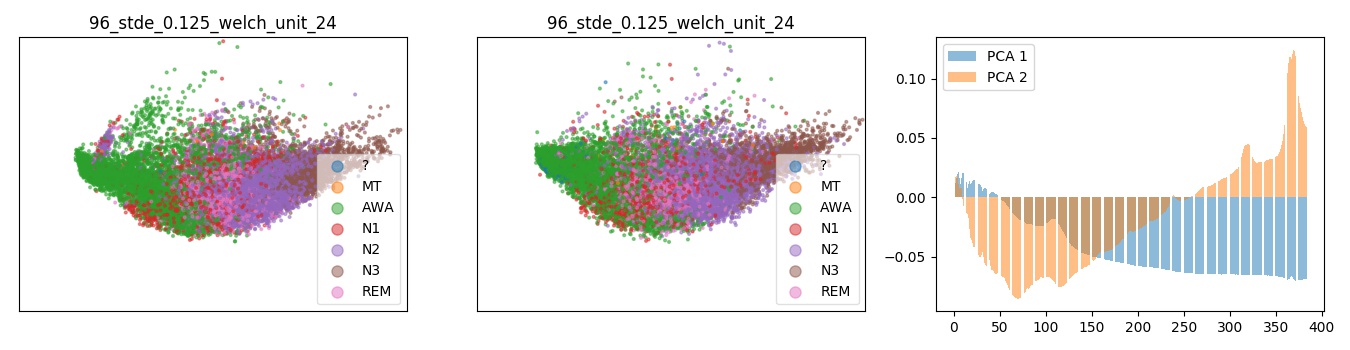 96_stde_0.125_welch_unit_24
?
MT
AWA
N1
N2
N3
REM
96_stde_0.125_welch_unit_24
?
MT
AWA
N1
N2
N3
REM
PCA 1
PCA 2
0.10
0.05
0.00
−0.05
0 50 100 150 200 250 300 350 400